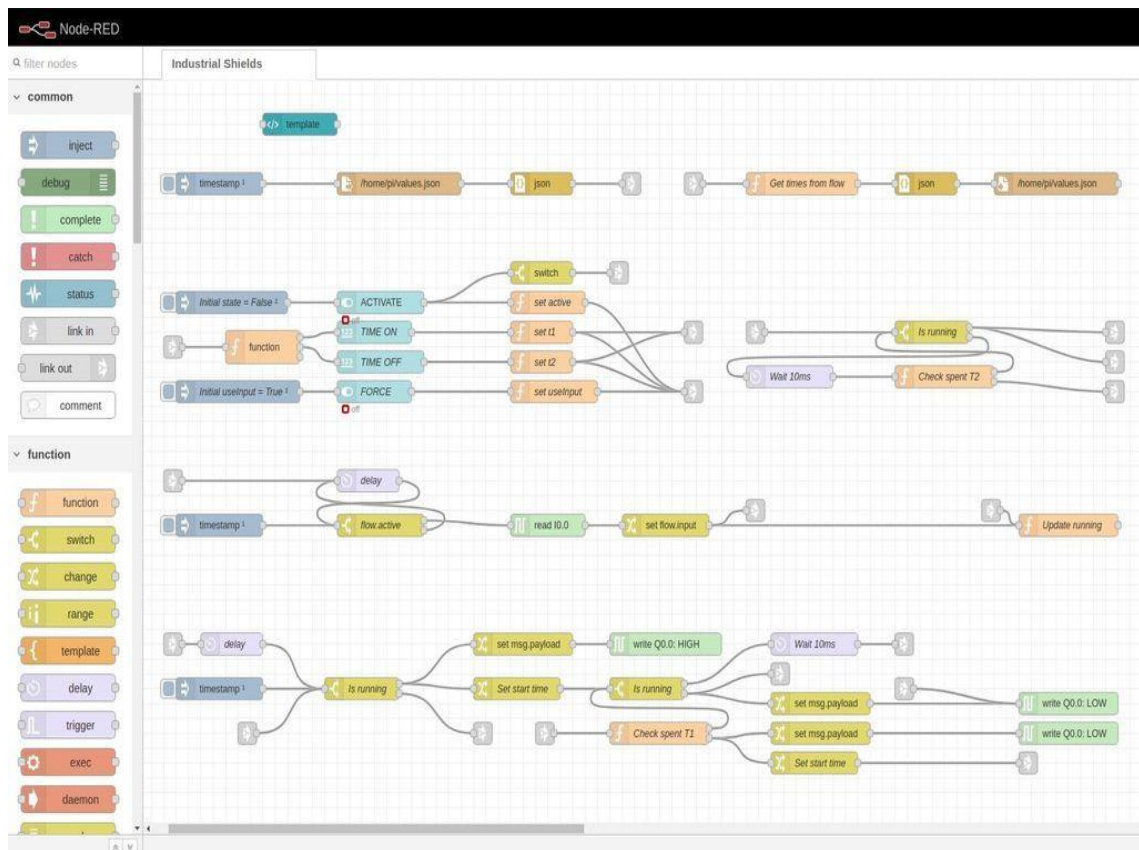 Node-RED
filter nodes
Industrial Shields
common
inject
debug
complete
catch
status
link in
link out
comment
function
function
switch
change
range
template
delay
trigger
exec
daemon
template
timestamp ¹
/home/pi/values.json
json
Get times from flow
json
/home/pi/values.json
switch
Initial state = False ¹
ACTIVATE
set active
off
TIME ON
set t1
Is running
function
TIME OFF
set t2
Wait 10ms
Check spent T2
Initial useInput = True ¹
FORCE
set useInput
off
delay
timestamp ¹
flow.active
read I0.0
set flow.input
Update running
delay
set msg.payload
write Q0.0: HIGH
Wait 10ms
timestamp ¹
Is running
Set start time
Is running
set msg.payload
write Q0.0: LOW
Check spent T1
set msg.payload
write Q0.0: LOW
Set start time